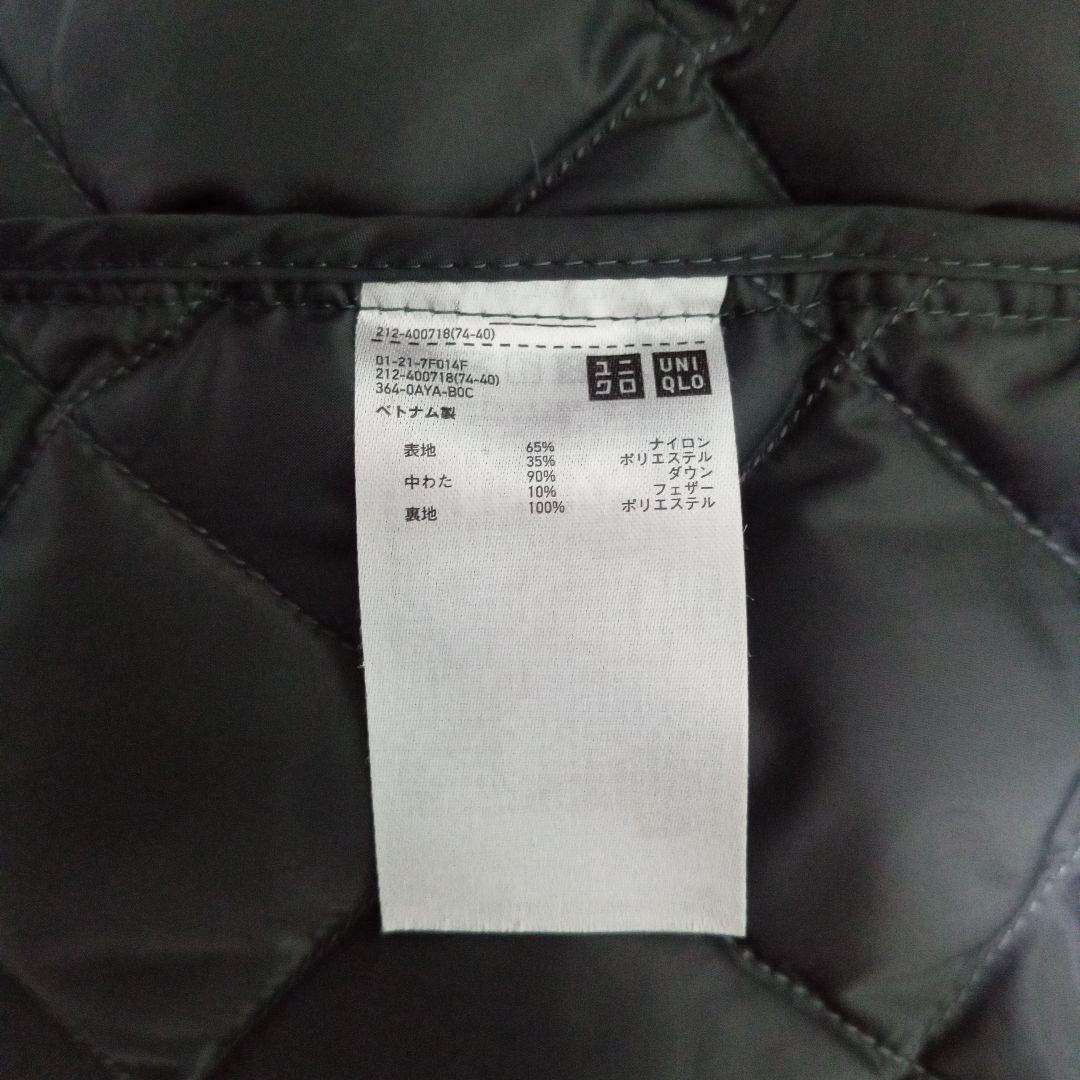 212-400718(74-40)
01-21-7F014F
212-400718(74-40)
364-0AYA-B0C
ベトナム製
ユニ
クロ
UNI
QLO
表地 65% ナイロン
35% ポリエステル
中わた 90% ダウン
10% フェザー
裏地 100% ポリエステル